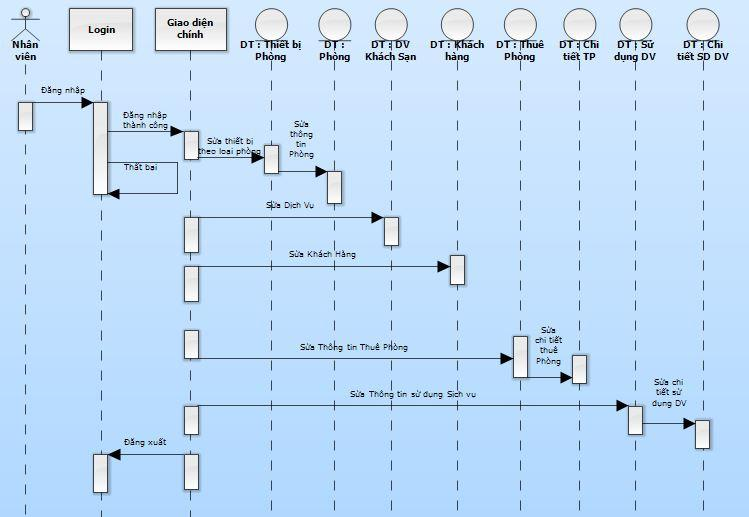 Nhân
viên
Login
Giao diện
chính
DT : Thiết bị
Phòng
DT :
Phòng
DT : DV
Khách Sạn
DT : Khách
hàng
DT : Thuê
Phòng
DT : Chi
tiết TP
DT : Sử
dụng DV
DT : Chi
tiết SD DV
Đăng nhập
Đăng nhập
thành công
Thất bại
Sửa thiết bị
theo loại phòng
Sửa
thông
tin
Phòng
Sửa Dịch Vụ
Sửa Khách Hàng
Sửa Thông tin Thuê Phòng
Sửa
chi tiết
thuê
Phòng
Sửa Thông tin sử dụng Sịch vụ
Sửa chi
tiết sử
dụng DV
Đăng xuất